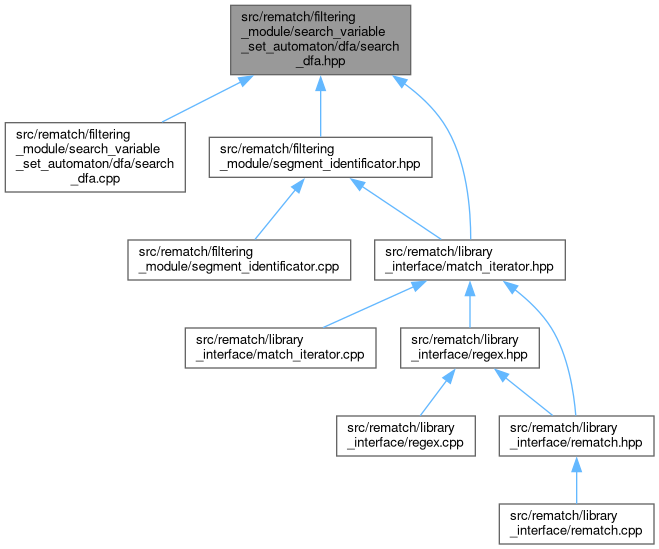 src/rematch/filtering
_module/search_variable
_set_automaton/dfa/search
_dfa.hpp
src/rematch/filtering
_module/search_variable
_set_automaton/dfa/search
_dfa.cpp
src/rematch/filtering
_module/segment_identificator.hpp
src/rematch/filtering
_module/segment_identificator.cpp
src/rematch/library
_interface/match_iterator.hpp
src/rematch/library
_interface/match_iterator.cpp
src/rematch/library
_interface/regex.hpp
src/rematch/library
_interface/regex.cpp
src/rematch/library
_interface/rematch.hpp
src/rematch/library
_interface/rematch.cpp